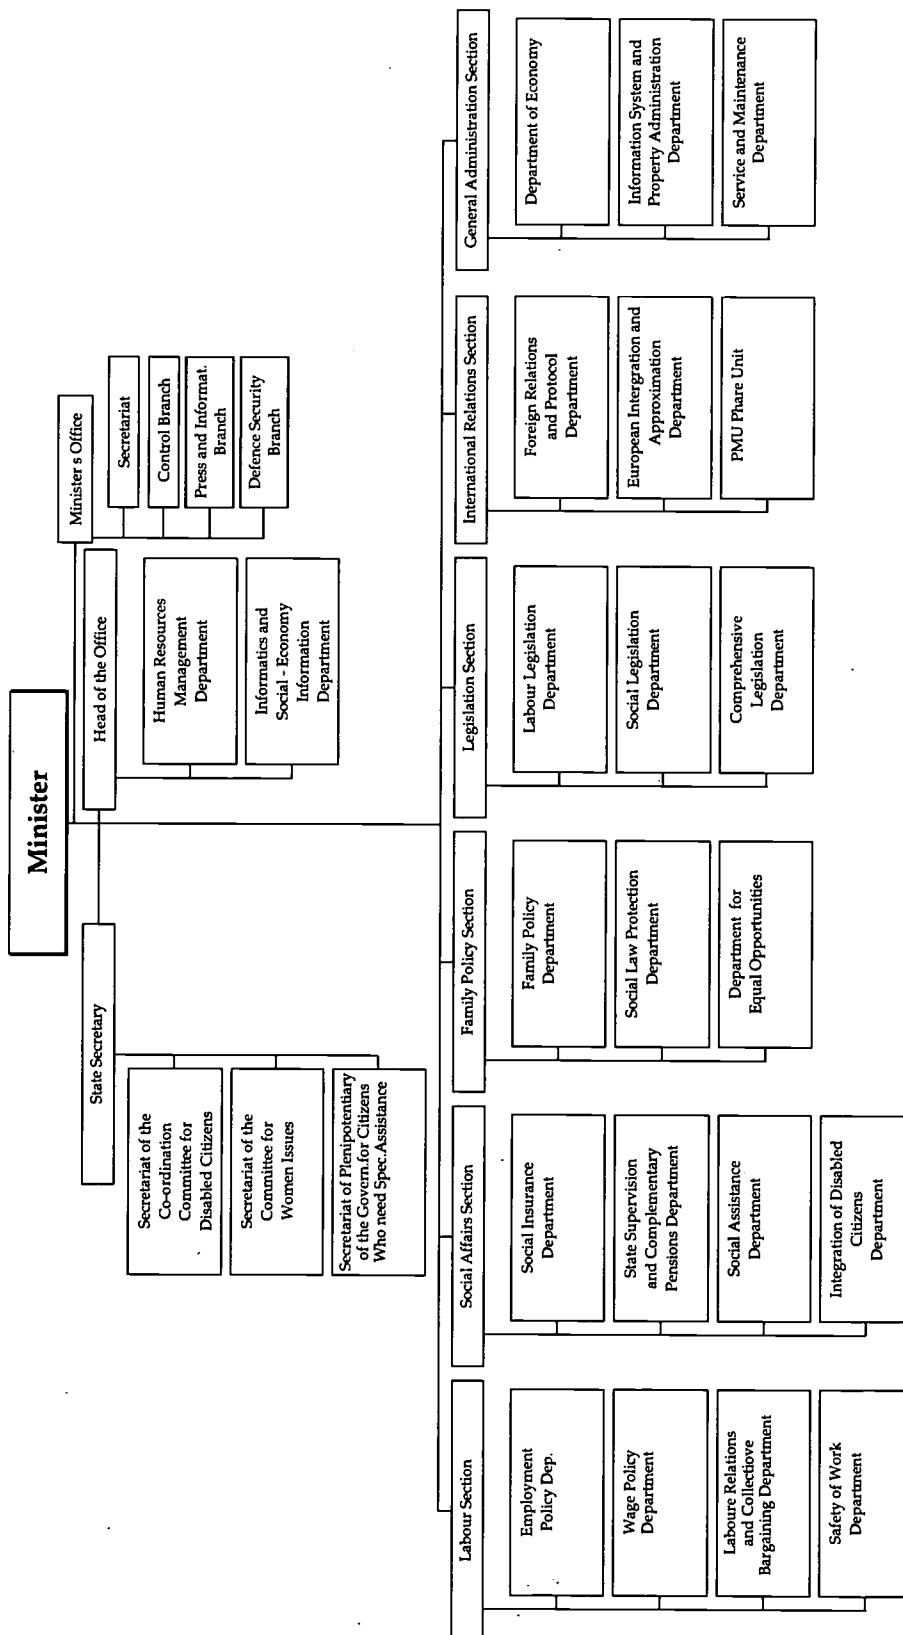 Minister
State Secretary
Secretariat of the
Co-ordination
Committee for
Disabled Citizens
Secretariat of the
Committee for
Women Issues
Secretariat of Plenipotentiary
of the Govern.for Citizens
Who need Spec.Assistance
Head of the Office
Human Resources
Management
Department
Informatics and
Social - Economy
Information
Department
Minister s Office
Secretariat
Control Branch
Press and Informat.
Branch
Defence Security
Branch
Labour Section
Employment
Policy Dep.
Wage Policy
Department
Laboure Relations
and Collectiove
Bargaining Department
Safety of Work
Department
Social Affairs Section
Social Insurance
Department
State Supervision
and Complementary
Pensions Department
Social Assistance
Department
Integration of Disabled
Citizens
Department
Family Policy Section
Family Policy
Department
Social Law Protection
Department
Department for
Equal Opportunities
Legislation Section
Labour Legislation
Department
Social Legislation
Department
Comprehensive
Legislation
Department
International Relations Section
Foreign Relations
and Protocol
Department
European Intergration and
Approximation
Department
PMU Phare Unit
General Administration Section
Department of Economy
Information System and
Property Administration
Department
Service and Maintenance
Department